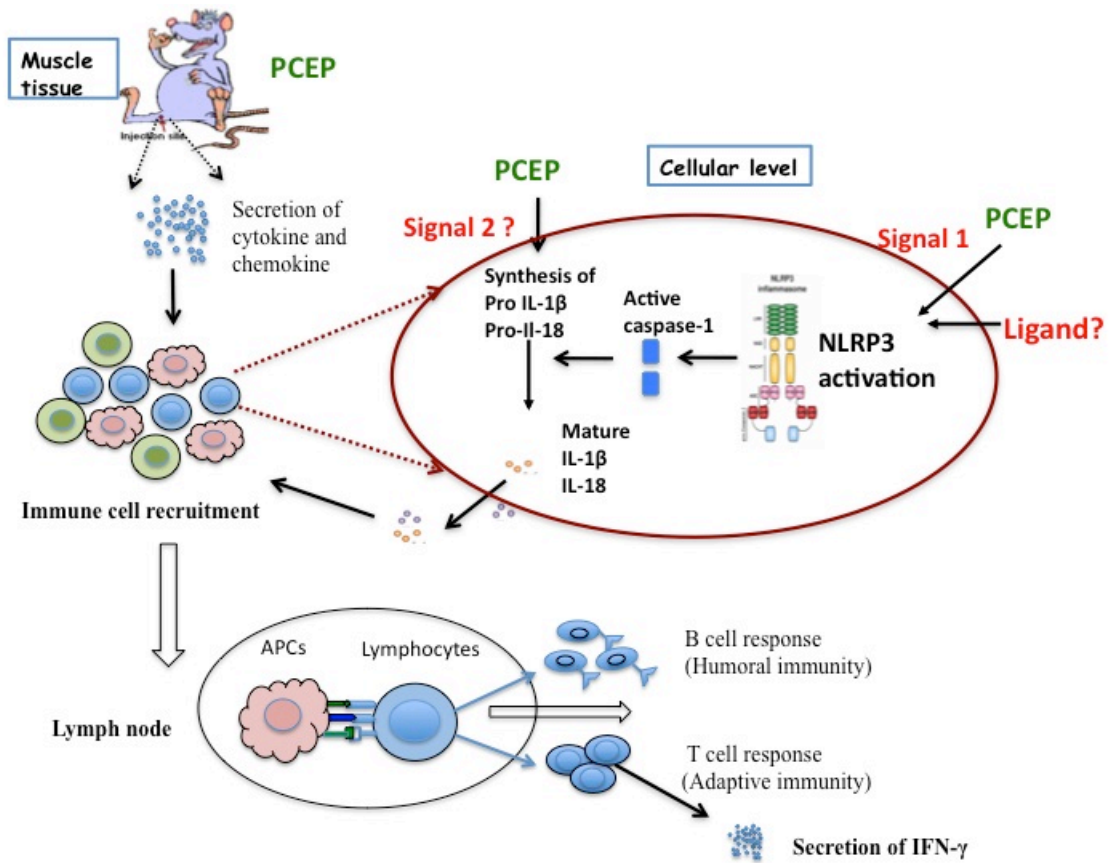 Muscle
tissue
PCEP
Injection site
Secretion of
cytokine and
chemokine
Immune cell recruitment
PCEP
Cellular level
Signal 2 ?
Signal 1
PCEP
Ligand?
Synthesis of
Pro IL-1β
Pro-Il-18
Active
caspase-1
NLRP3
inflammasome
NLRP3
activation
Mature
IL-1β
IL-18
Lymph node
APCs
Lymphocytes
B cell response
(Humoral immunity)
T cell response
(Adaptive immunity)
Secretion of IFN-γ